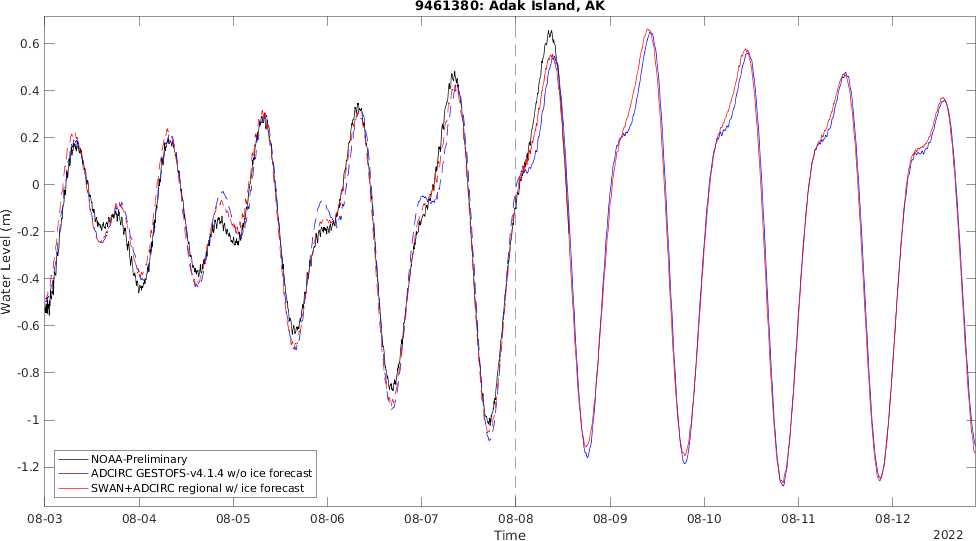 9461380: Adak Island, AK
Water Level (m)
0.6
0.4
0.2
0
-0.2
-0.4
-0.6
-0.8
-1
-1.2
NOAA-Preliminary
ADCIRC GESTOFS-v4.1.4 w/o ice forecast
SWAN+ADCIRC regional w/ ice forecast
08-03 08-04 08-05 08-06 08-07 08-08 08-09 08-10 08-11 08-12
Time
2022